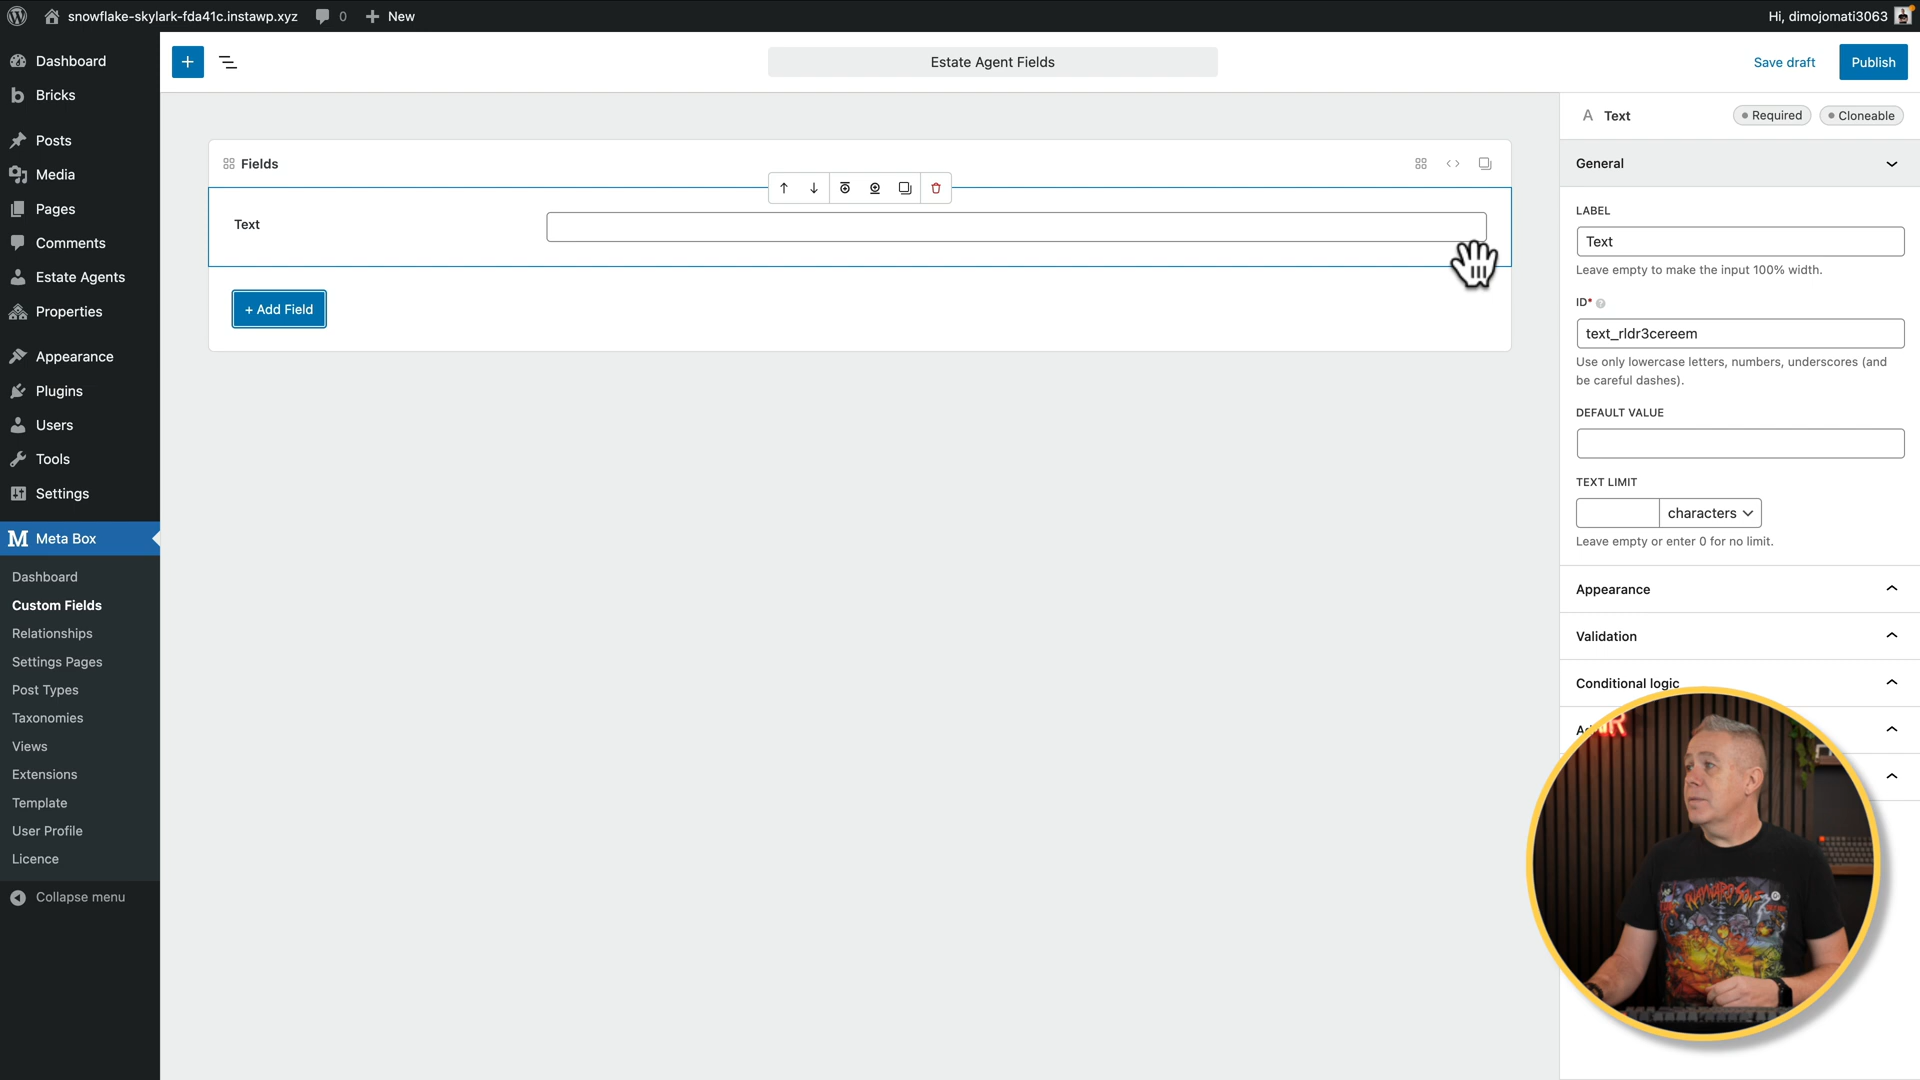 snowflake-skylark-fda41c.instawp.xyz
0
New
Hi, dimojomati3063
Dashboard
Bricks
Posts
Media
Pages
Comments
Estate Agents
Properties
Appearance
Plugins
Users
Tools
Settings
Meta Box
Dashboard
Custom Fields
Relationships
Settings Pages
Post Types
Taxonomies
Views
Extensions
Template
User Profile
Licence
Collapse menu
Estate Agent Fields
Save draft
Publish
Fields
Text
+ Add Field
Text
Required
Cloneable
General
LABEL
Text
Leave empty to make the input 100% width.
ID*
text_rldr3cereem
Use only lowercase letters, numbers, underscores (and
be careful dashes).
DEFAULT VALUE
TEXT LIMIT
characters
Leave empty or enter 0 for no limit.
Appearance
Validation
Conditional logic